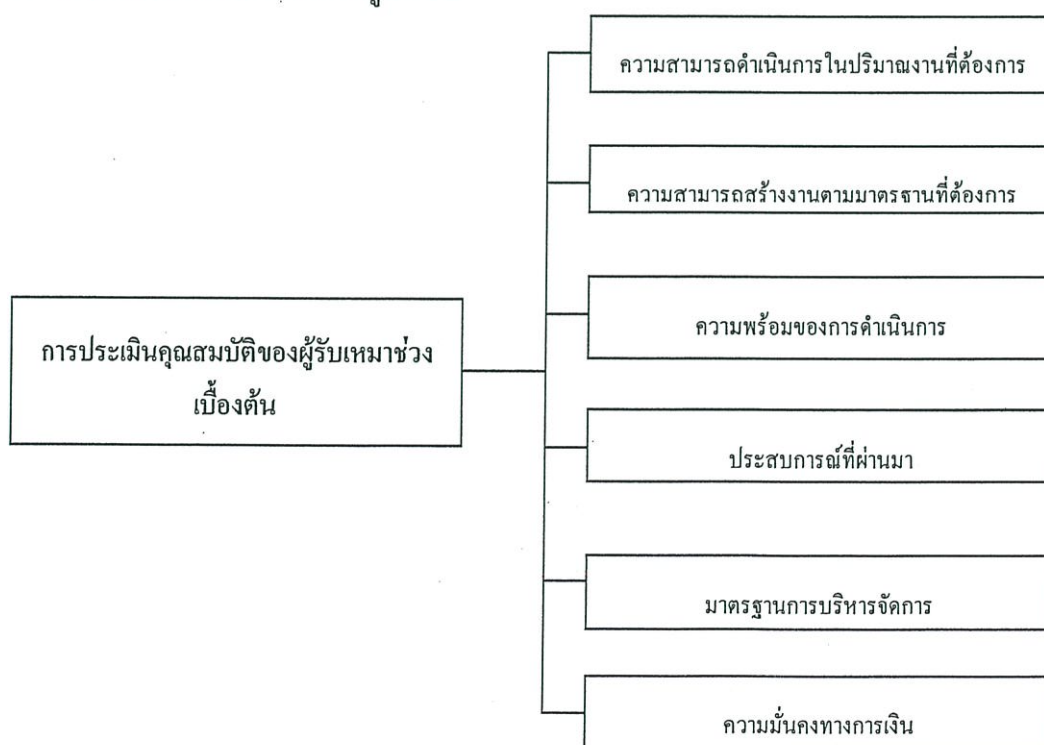 ความสามารถดำเนินการในปริมาณงานที่ต้องการ
ความสามารถสร้างงานตามมาตรฐานที่ต้องการ
ความพร้อมของการดำเนินการ
การประเมินคุณสมบัติของผู้รับเหมาช่วง
เบื้องต้น
ประสบการณ์ที่ผ่านมา
มาตรฐานการบริหารจัดการ
ความมั่นคงทางการเงิน